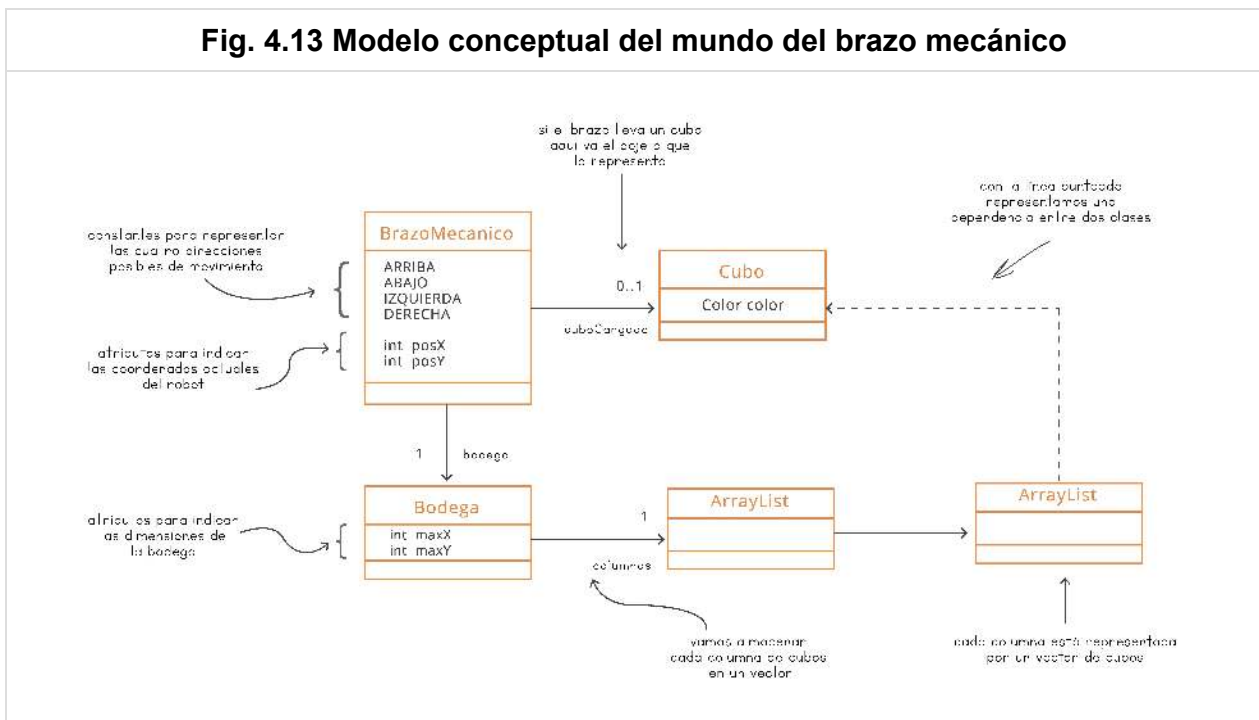 Fig. 4.13 Modelo conceptual del mundo del brazo mecánico
si el brazo lleva un cubo
aquí va el objeto que
lo representa
con la línea punteada
representamos una
dependencia entre dos clases
constantes para representar
las cuatro direcciones
posibles de movimiento
BrazoMecanico
ARRIBA
ABAJO
IZQUIERDA
DERECHA
int posX
int posY
0..1
cuboCargado
Cubo
Color color
atributos para indicar
las coordenadas actuales
del robot
1
bodega
atributos para indicar
las dimensiones de
la bodega
Bodega
int maxX
int maxY
1
columnas
ArrayList
ArrayList
vamos a almacenar
cada columna de cubos
en un vector
cada columna está representada
por un vector de cubos